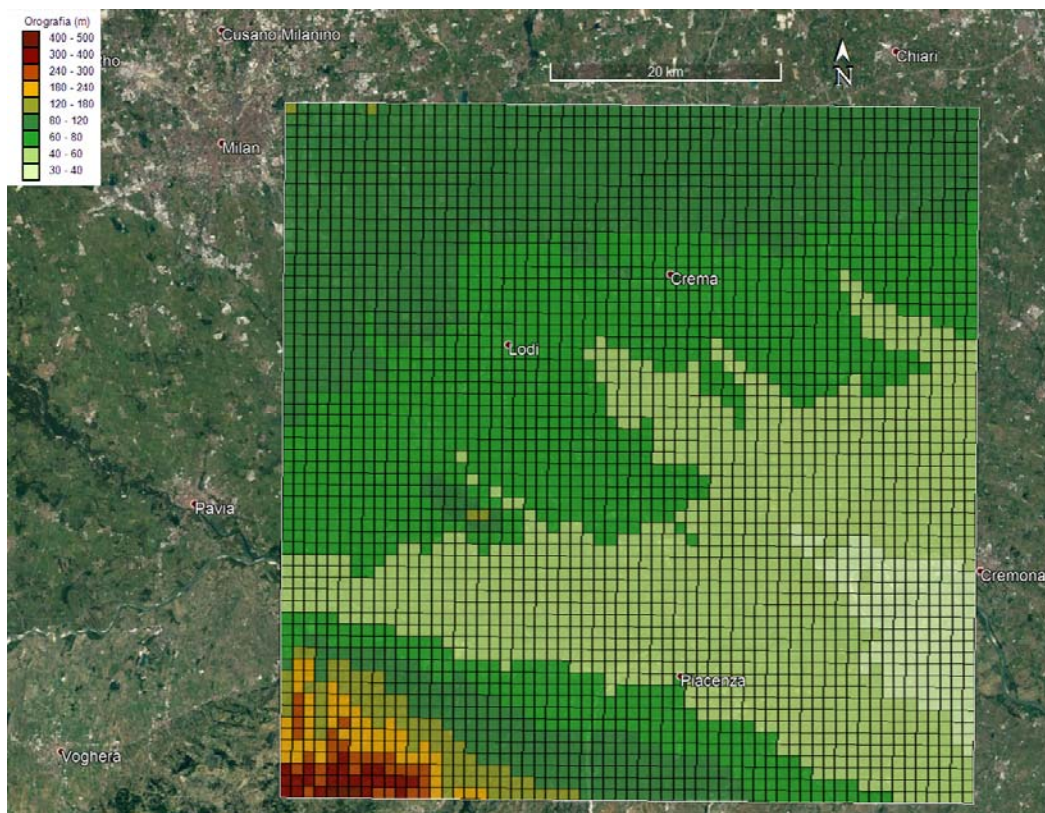 Orografia (m)
400 - 500
300 - 400
240 - 300
180 - 240
120 - 180
80 - 120
60 - 80
40 - 60
30 - 40
Cusano Milanino
ho
Chiari
20 km
N
Milan
Crema
Lodi
Pavia
Cremona
Piacenza
Voghera